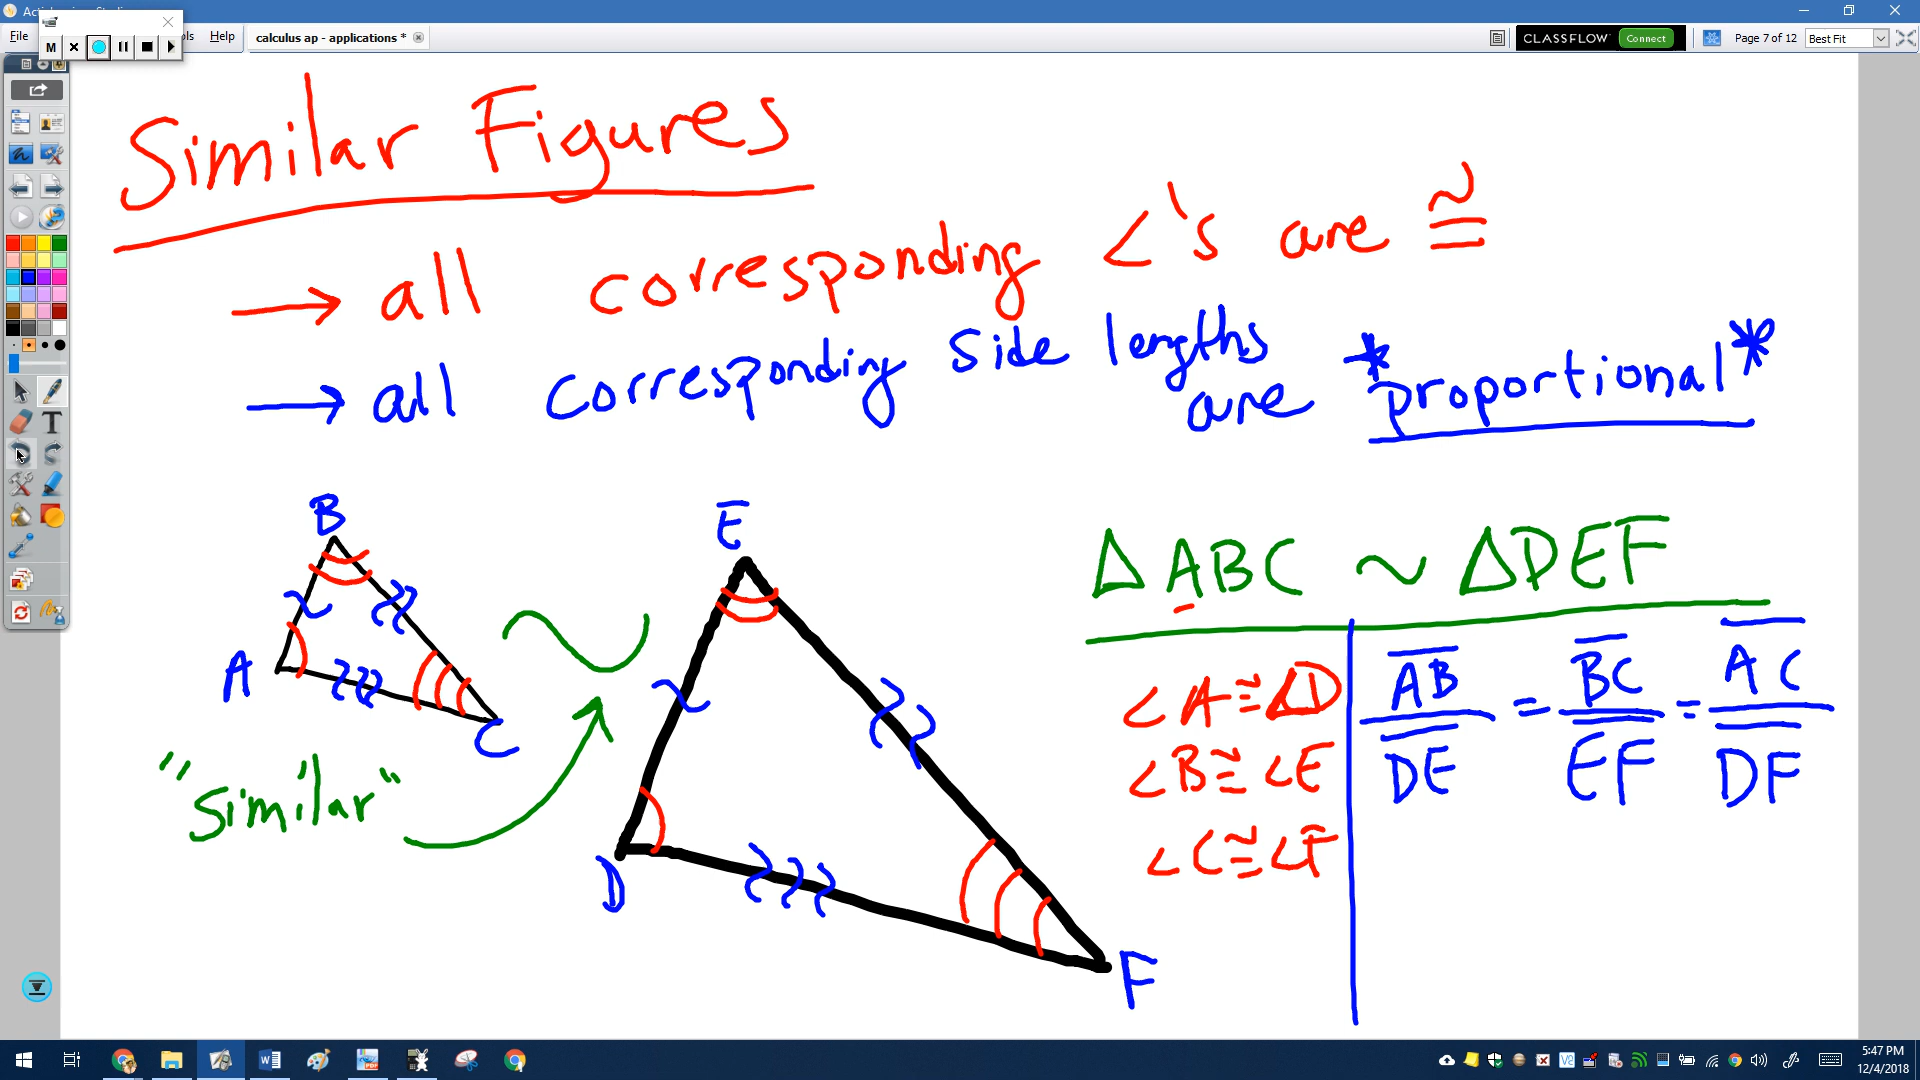 File
ols
Help
calculus ap - applications *
CLASSFLOW Connect
Page 7 of 12
Best Fit
M
Similar Figures
→ all corresponding ∠'s are ≅
→ all corresponding side lengths are *proportional*
B
E
A
C
D
F
"similar"
∼
ΔABC ~ ΔDEF
∠A ≅ ∠D
∠B ≅ ∠E
∠C ≅ ∠F
AB/DE = BC/EF = AC/DF
5:47 PM
12/4/2018